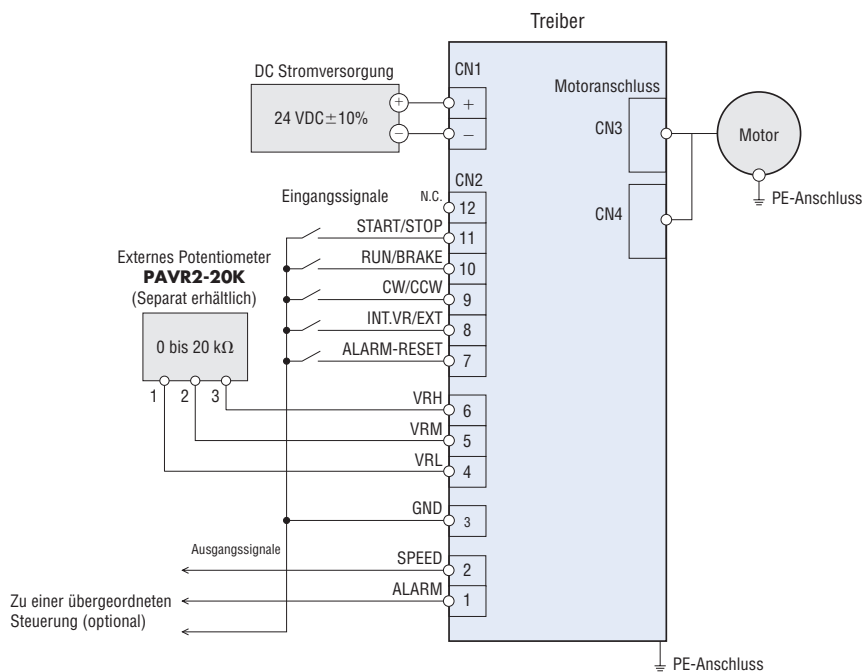 Treiber
DC Stromversorgung
24 VDC±10%
+
−
CN1
+
−
Motoranschluss
CN3
CN4
Motor
PE-Anschluss
CN2
Eingangssignale
N.C.
12
START/STOP
11
RUN/BRAKE
10
CW/CCW
9
INT.VR/EXT
8
ALARM-RESET
7
Externes Potentiometer
PAVR2-20K
(Separat erhältlich)
0 bis 20 kΩ
1 2 3
VRH
6
VRM
5
VRL
4
GND
3
Ausgangssignale
SPEED
2
ALARM
1
Zu einer übergeordneten
Steuerung (optional)
PE-Anschluss